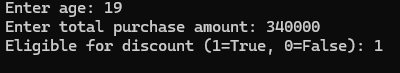 Enter age: 19
Enter total purchase amount: 340000
Eligible for discount (1=True, 0=False): 1